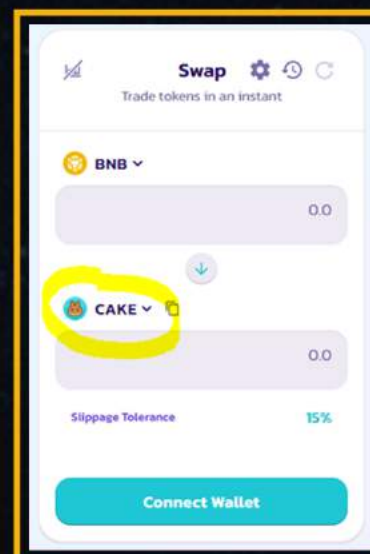 Swap
Trade tokens in an instant
BNB
0.0
CAKE
0.0
Slippage Tolerance 15%
Connect Wallet